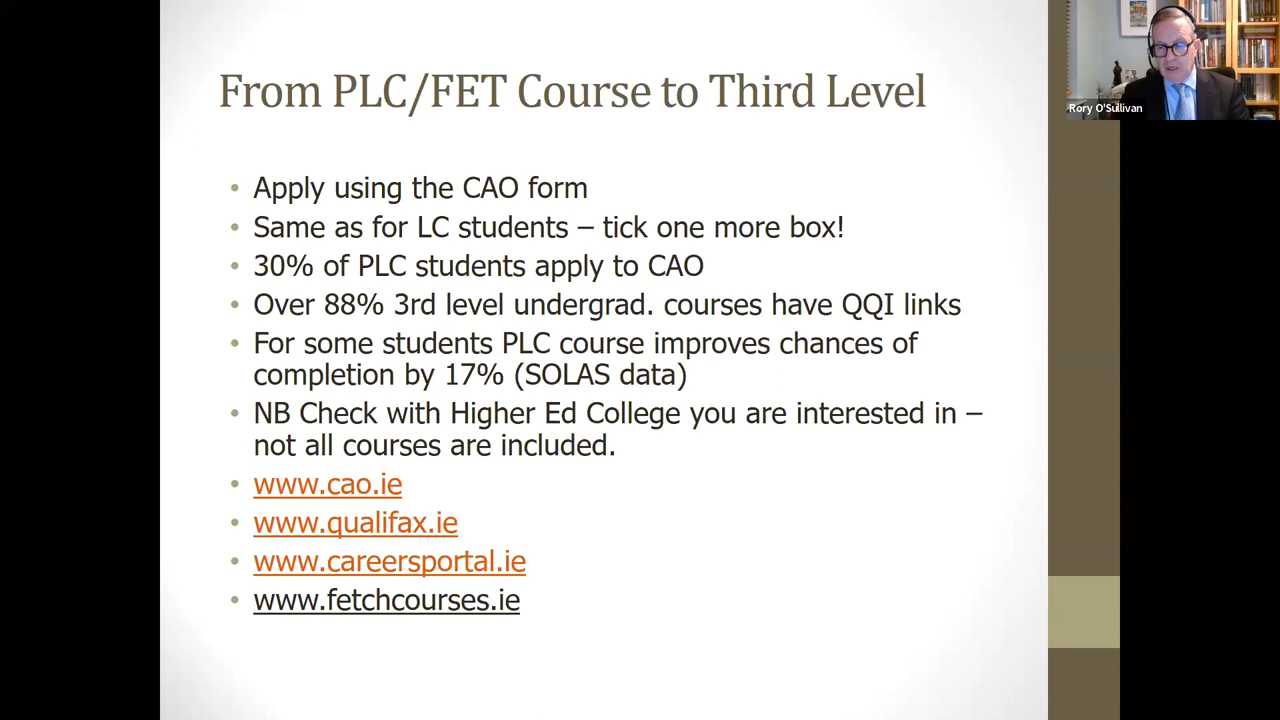 From PLC/FET Course to Third Level
• Apply using the CAO form
• Same as for LC students – tick one more box!
• 30% of PLC students apply to CAO
• Over 88% 3rd level undergrad. courses have QQI links
• For some students PLC course improves chances of
completion by 17% (SOLAS data)
• NB Check with Higher Ed College you are interested in –
not all courses are included.
• www.cao.ie
• www.qualifax.ie
• www.careersportal.ie
• www.fetchcourses.ie
Rory O'Sullivan